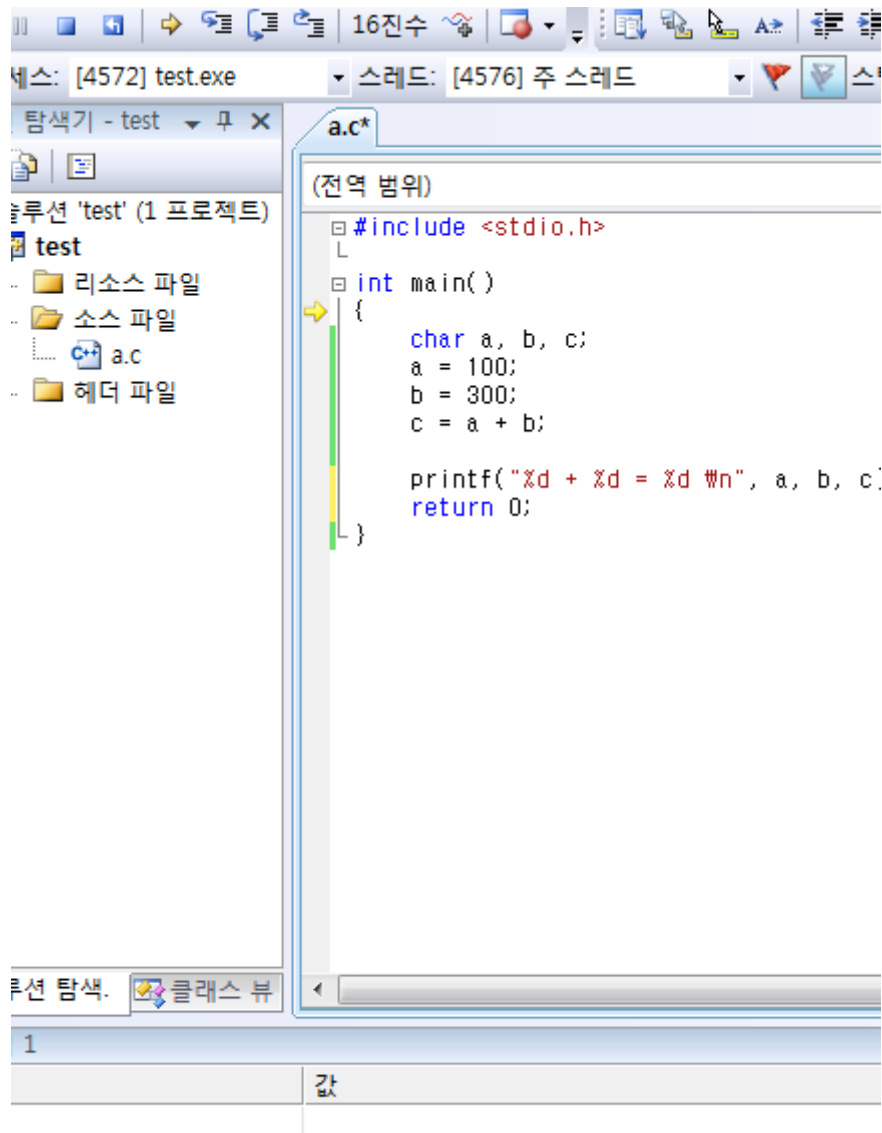 16진수
세스: [4572] test.exe 스레드: [4576] 주 스레드
탐색기 - test
a.c*
(전역 범위)
솔루션 'test' (1 프로젝트)
test
리소스 파일
소스 파일
a.c
헤더 파일
#include <stdio.h>
int main()
{
char a, b, c;
a = 100;
b = 300;
c = a + b;
printf("%d + %d = %d ₩n", a, b, c)
return 0;
}
루션 탐색. 클래스 뷰
1
값